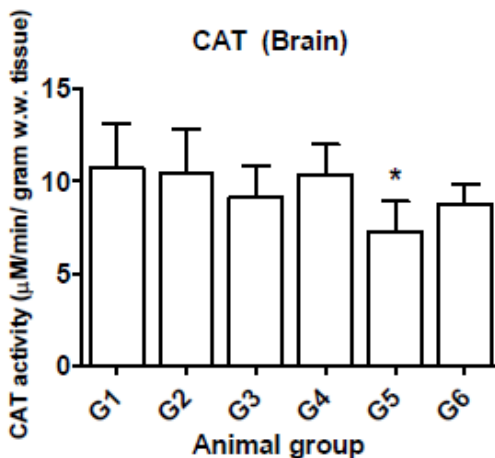 CAT (Brain)
CAT activity (μM/min/ gram w.w. tissue)
15
10
5
0
*
G1 G2 G3 G4 G5 G6
Animal group